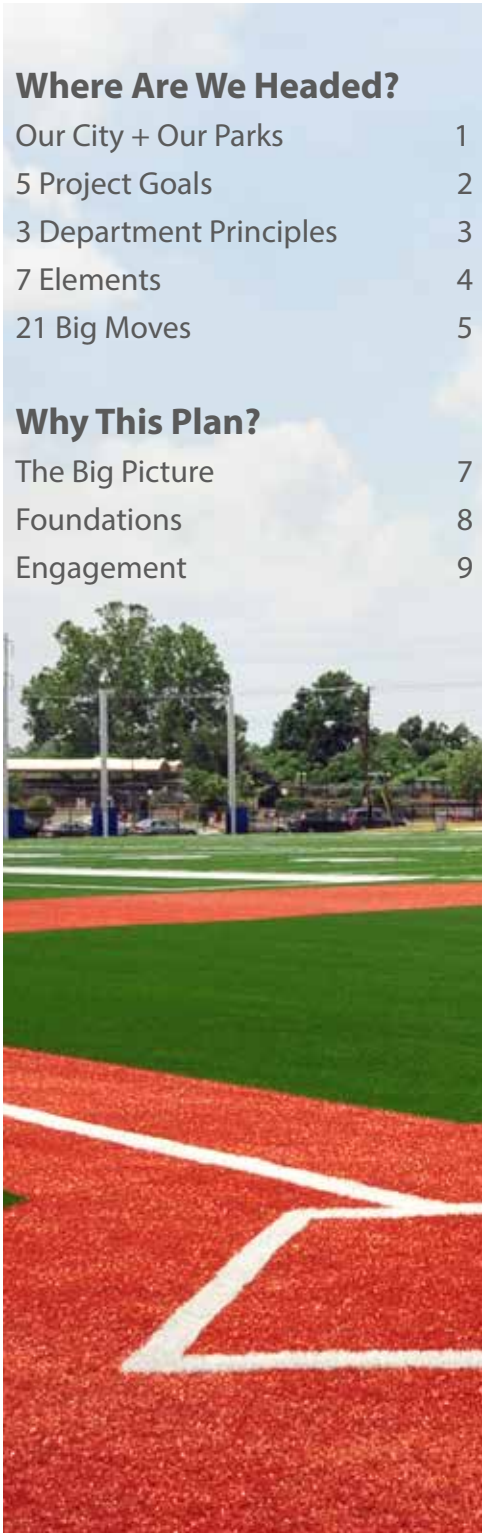 Where Are We Headed?
Our City + Our Parks 1
5 Project Goals 2
3 Department Principles 3
7 Elements 4
21 Big Moves 5
Why This Plan?
The Big Picture 7
Foundations 8
Engagement 9